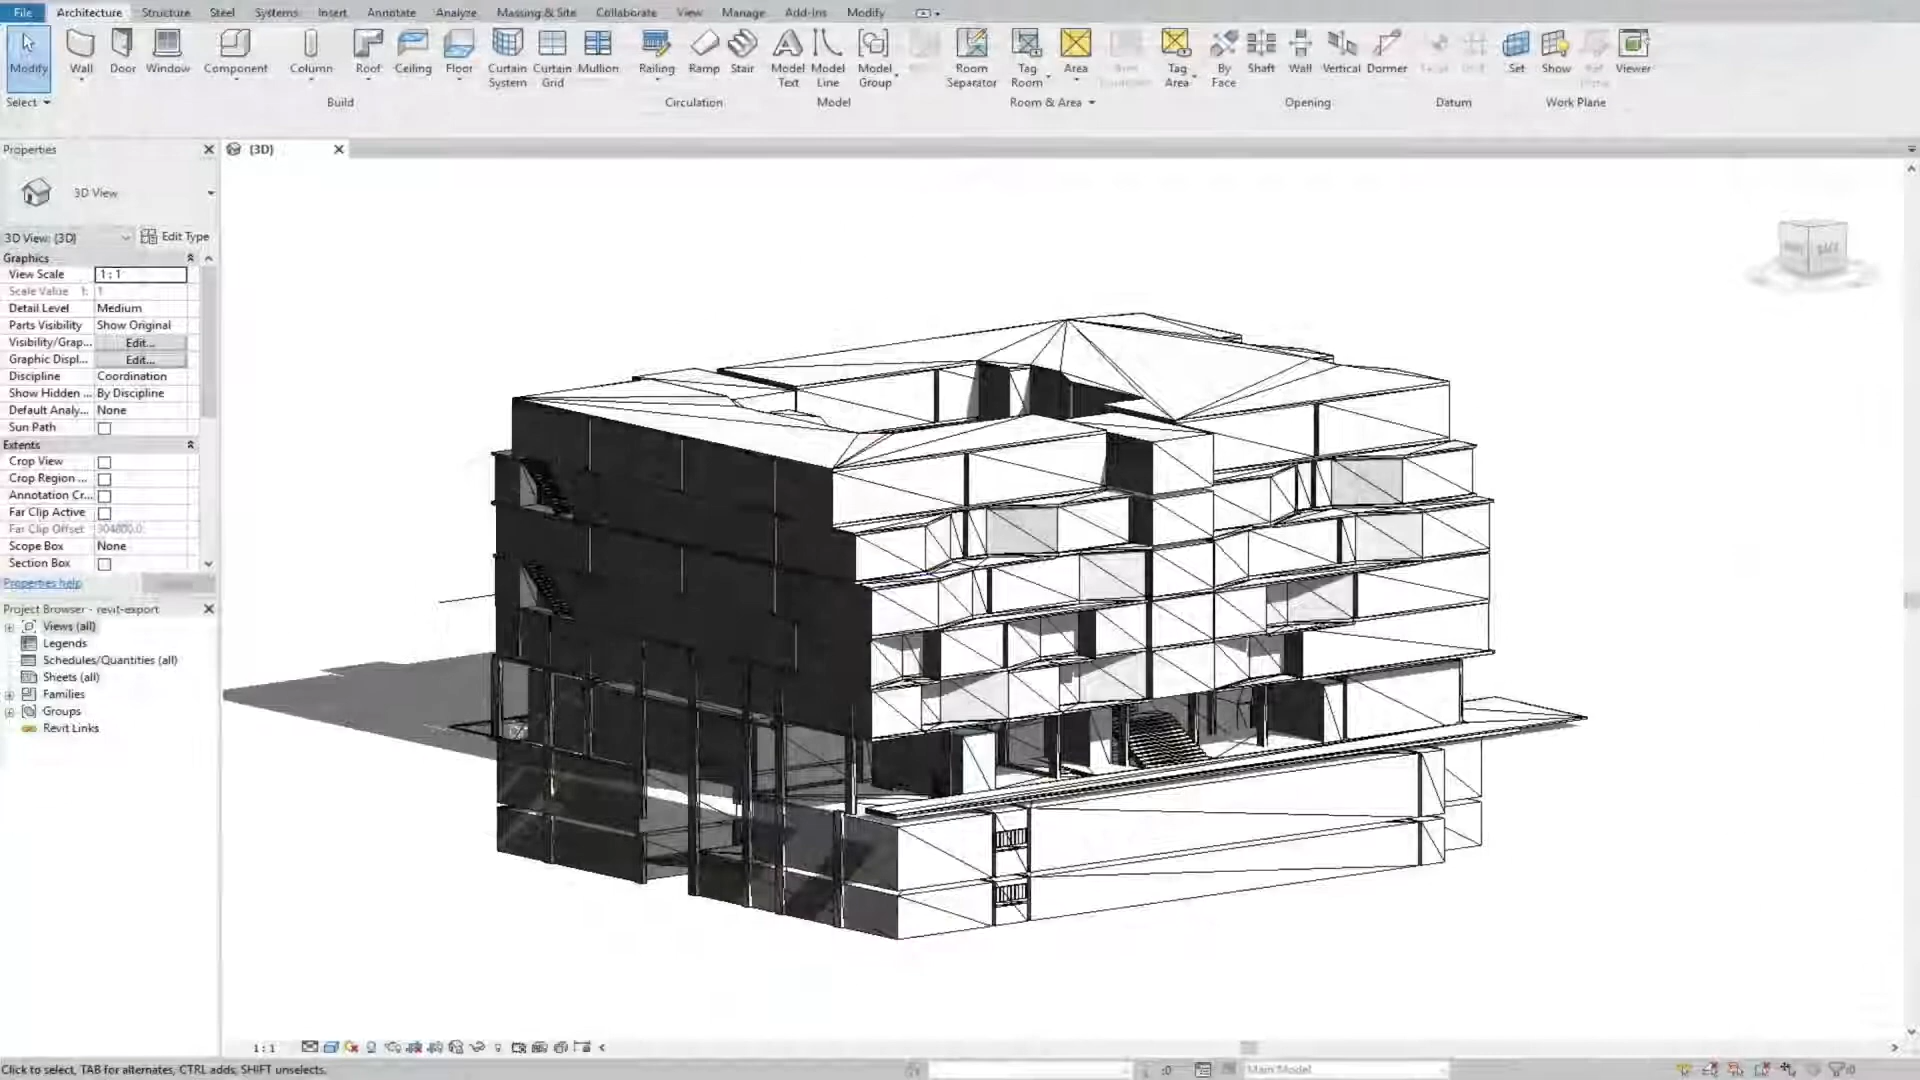 File Architecture Structure Steel Systems Insert Annotate Analyze Massing & Site Collaborate View Manage Add-Ins Modify
Modify Wall Door Window Component Column Roof Ceiling Floor Curtain System Curtain Grid Mullion Railing Ramp Stair Model Text Model Line Model Group Room Separator Tag Room Area Tag Area By Face Shaft Wall Vertical Dormer Set Show Viewer
Select Build Circulation Model Room & Area Opening Datum Work Plane
Properties
(3D)
3D View
3D View: {3D} Edit Type
Graphics
View Scale 1 : 1
Scale Value 1: 1
Detail Level Medium
Parts Visibility Show Original
Visibility/Grap... Edit...
Graphic Displ... Edit...
Discipline Coordination
Show Hidden ... By Discipline
Default Analy... None
Sun Path
Extents
Crop View
Crop Region ...
Annotation Cr...
Far Clip Active
Far Clip Offset 304800.0
Scope Box None
Section Box
Properties help
Project Browser - revit-export
Views (all)
Legends
Schedules/Quantities (all)
Sheets (all)
Families
Groups
Revit Links
1 : 1
Click to select, TAB for alternates, CTRL adds, SHIFT unselects.
:0
Main Model
:0